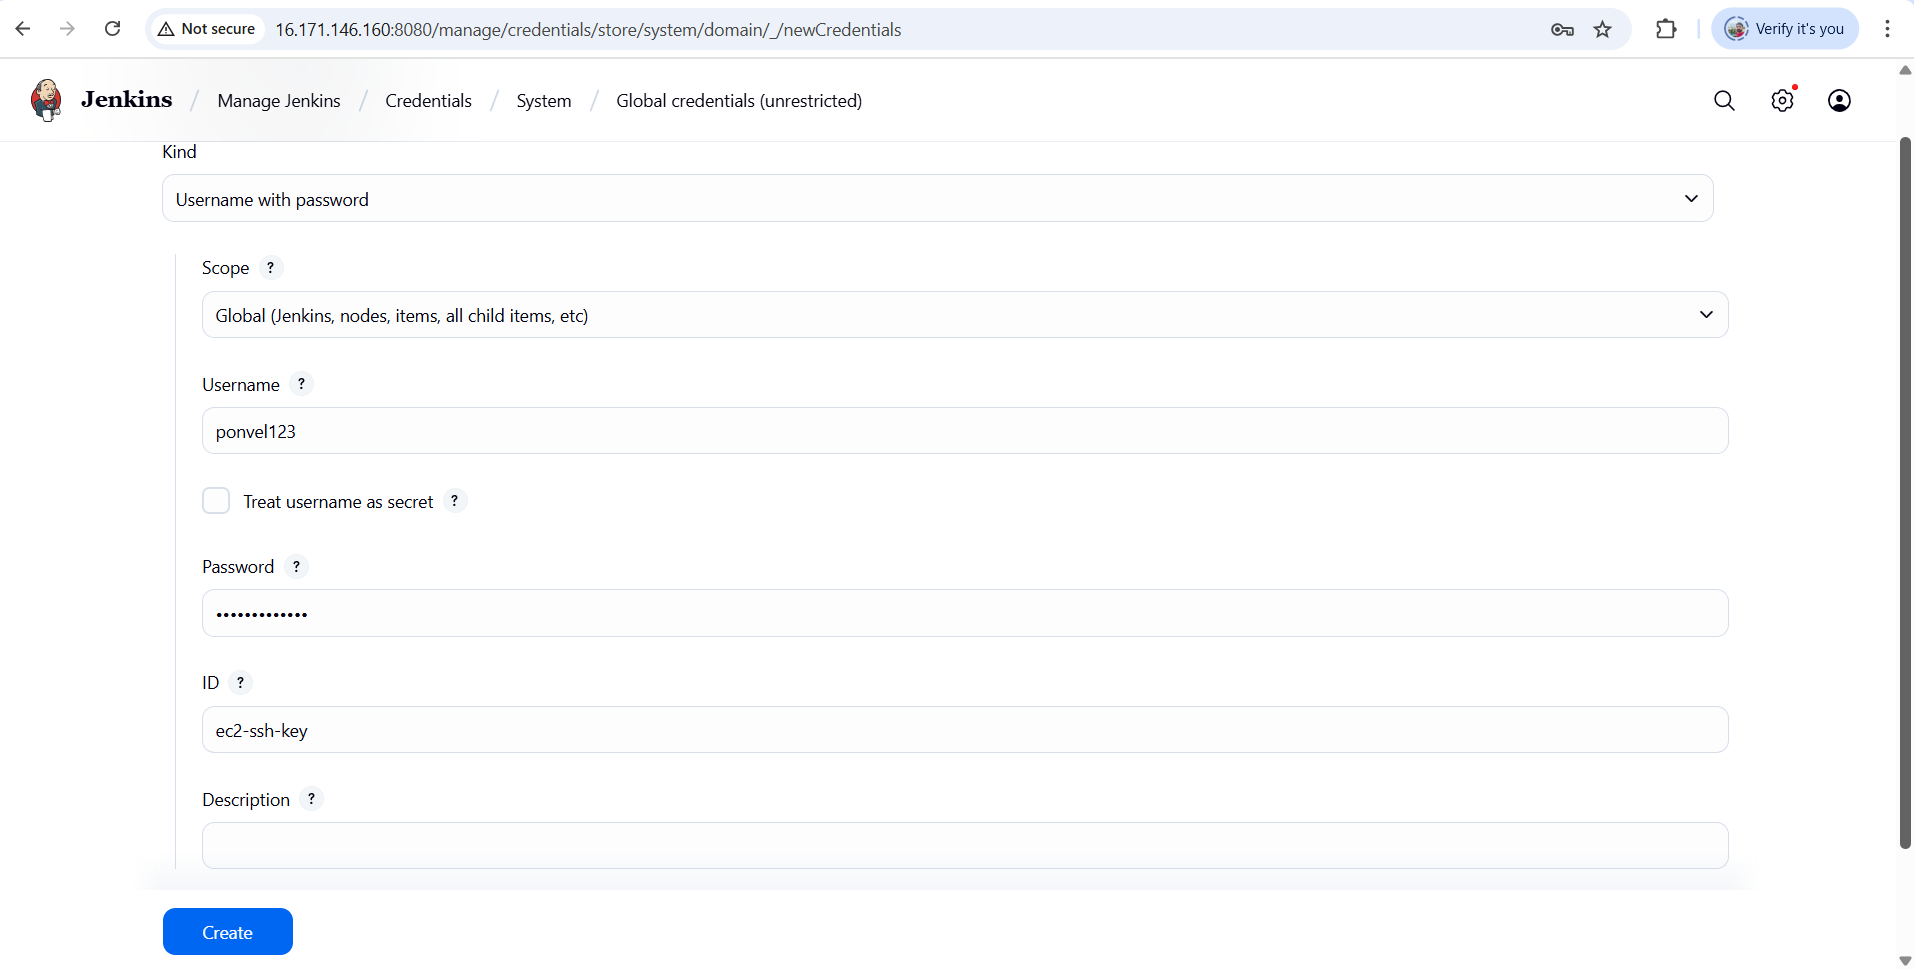 Not secure 16.171.146.160:8080/manage/credentials/store/system/domain/_/newCredentials Verify it's you
Jenkins / Manage Jenkins / Credentials / System / Global credentials (unrestricted)
Kind
Username with password
Scope ?
Global (Jenkins, nodes, items, all child items, etc)
Username ?
ponvel123
Treat username as secret ?
Password ?
•••••••••••••
ID ?
ec2-ssh-key
Description ?
Create